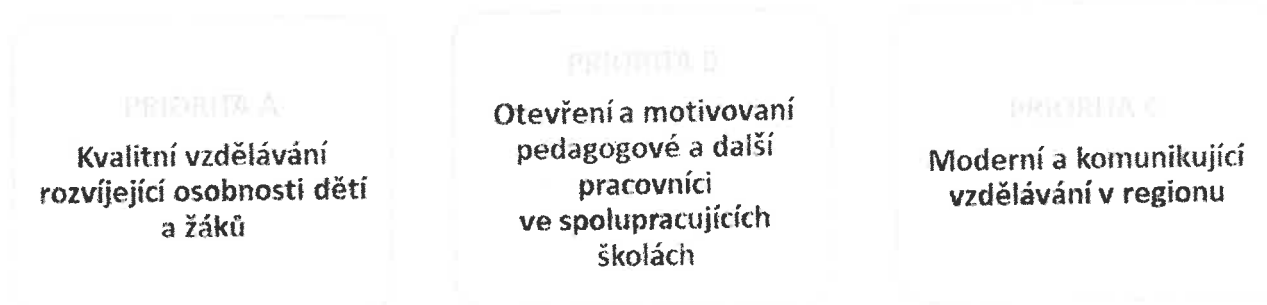 PRIORITA A
Kvalitní vzdělávání
rozvíjející osobnosti dětí
a žáků
PRIORITA B
Otevření a motivovaní
pedagogové a další
pracovníci
ve spolupracujících
školách
PRIORITA C
Moderní a komunikující
vzdělávání v regionu